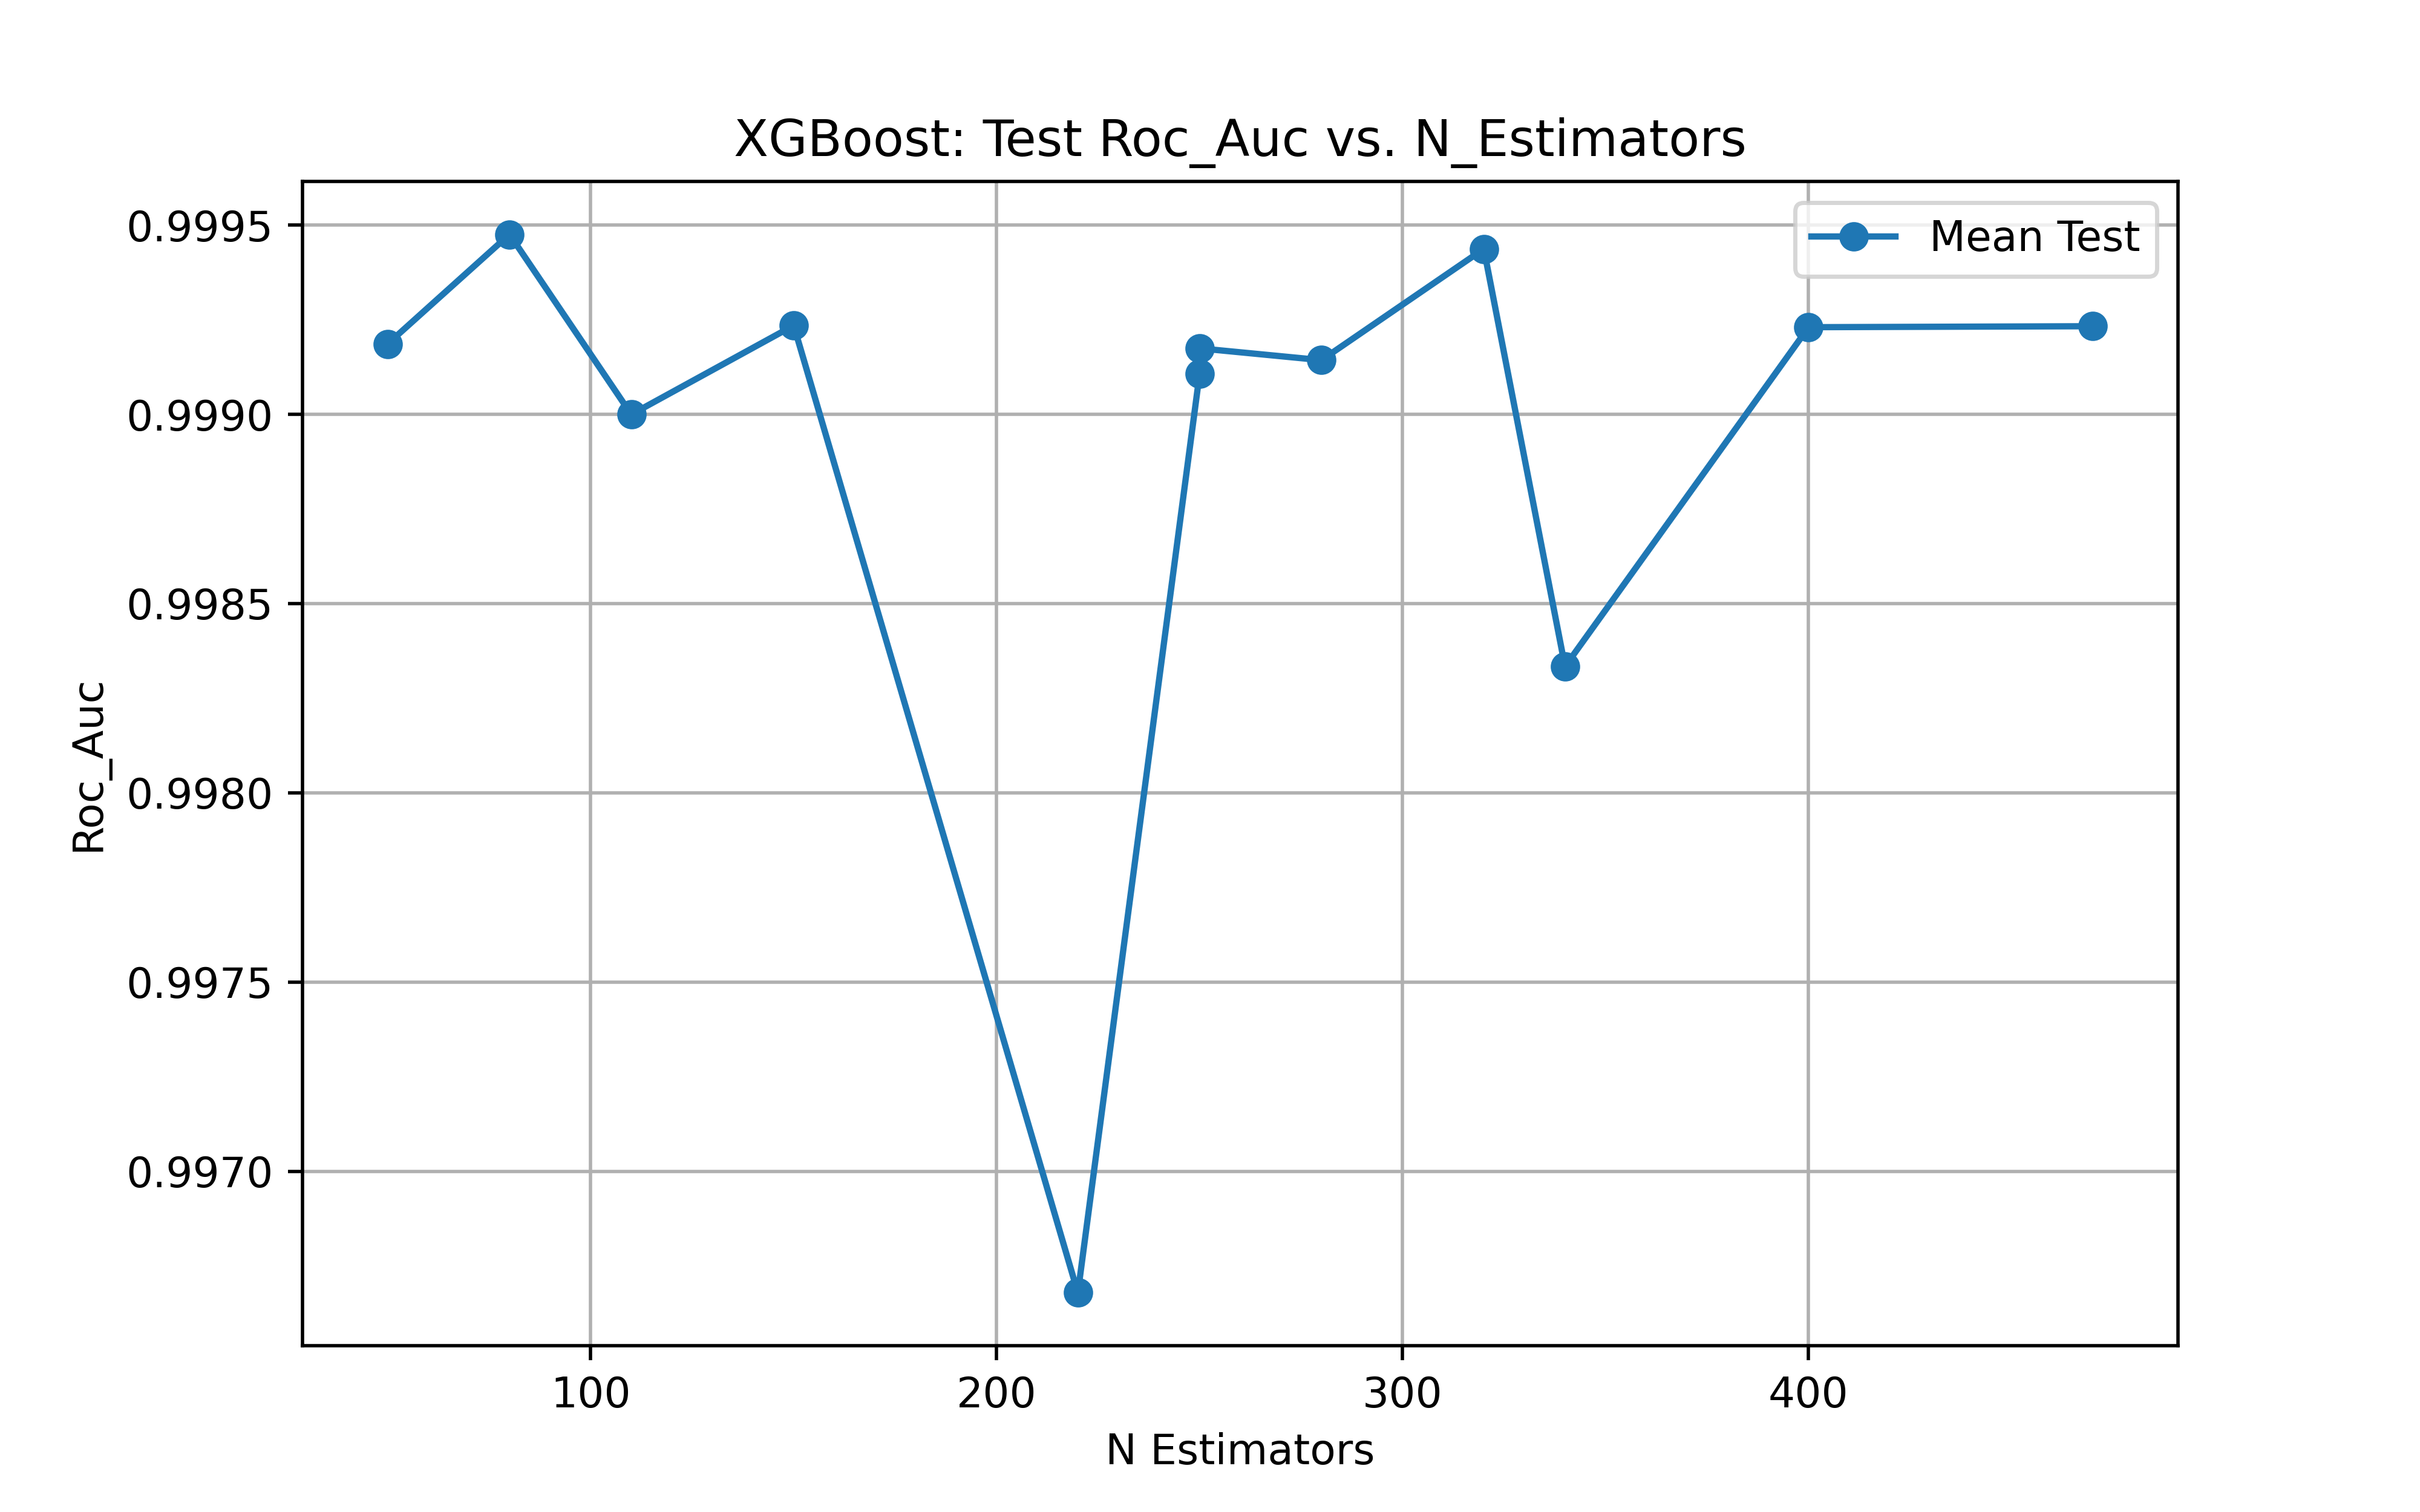 XGBoost: Test Roc_Auc vs. N_Estimators
Mean Test
Roc_Auc
0.9995
0.9990
0.9985
0.9980
0.9975
0.9970
100
200
300
400
N Estimators